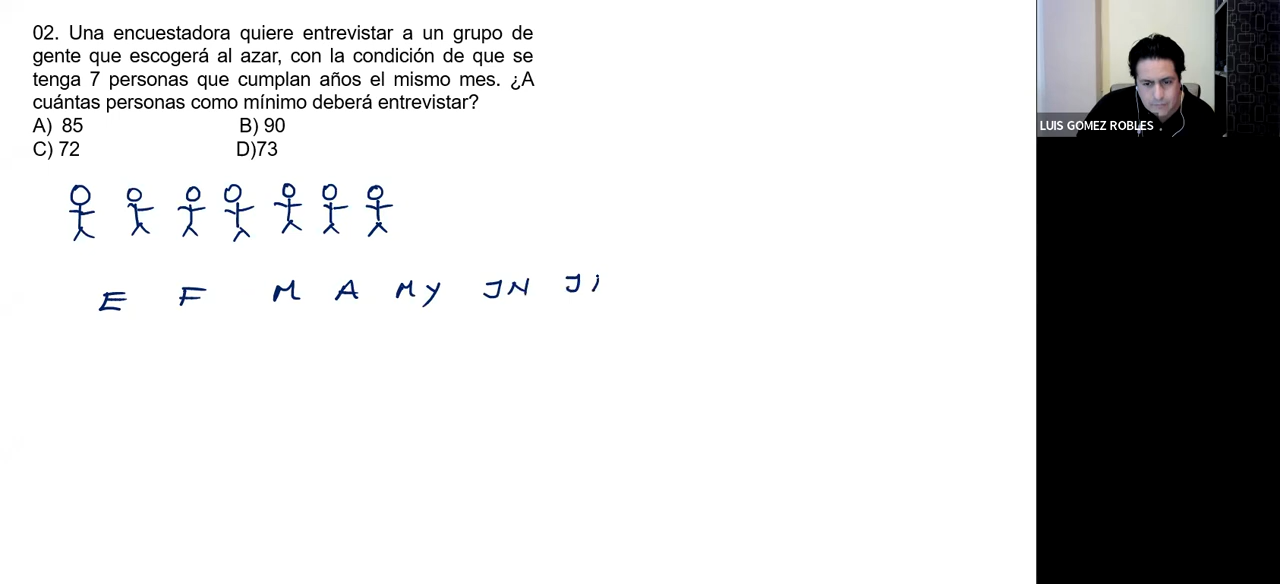 02. Una encuestadora quiere entrevistar a un grupo de
gente que escogerá al azar, con la condición de que se
tenga 7 personas que cumplan años el mismo mes. ¿A
cuántas personas como mínimo deberá entrevistar?
A) 85 B) 90
C) 72 D)73
E F M A MY JN
LUIS GOMEZ ROBLES